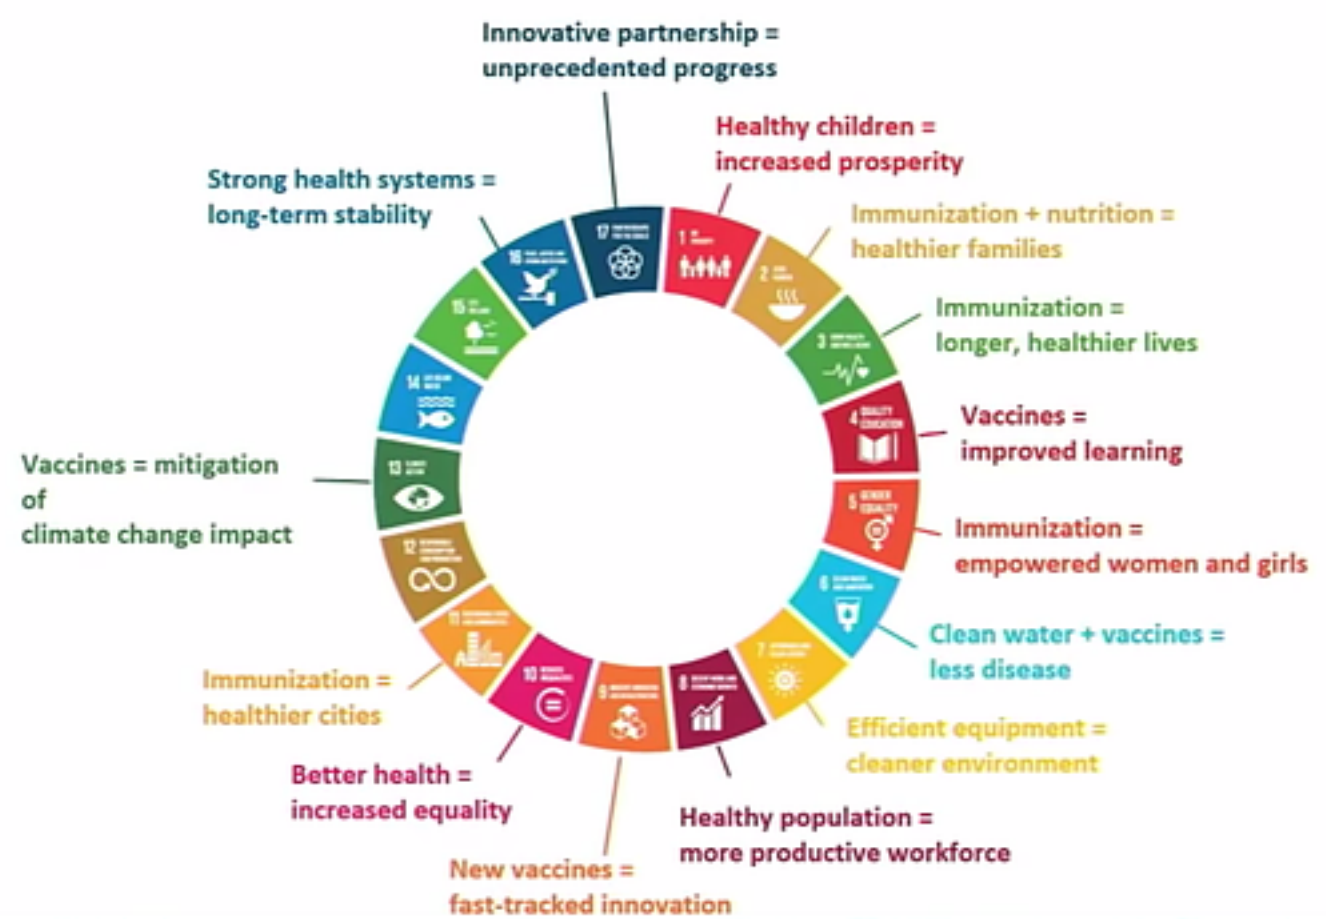 Innovative partnership =
unprecedented progress
Healthy children =
increased prosperity
Strong health systems =
long-term stability
Immunization + nutrition =
healthier families
Immunization =
longer, healthier lives
Vaccines =
improved learning
Vaccines = mitigation
of
climate change impact
Immunization =
empowered women and girls
Clean water + vaccines =
less disease
Immunization =
healthier cities
Efficient equipment =
cleaner environment
Better health =
increased equality
Healthy population =
more productive workforce
New vaccines =
fast-tracked innovation
1
2
3
4 QUALITY
EDUCATION
5 GENDER
EQUALITY
6
7
8
9
10
11
12
13 CLIMATE
ACTION
14
15
16
17